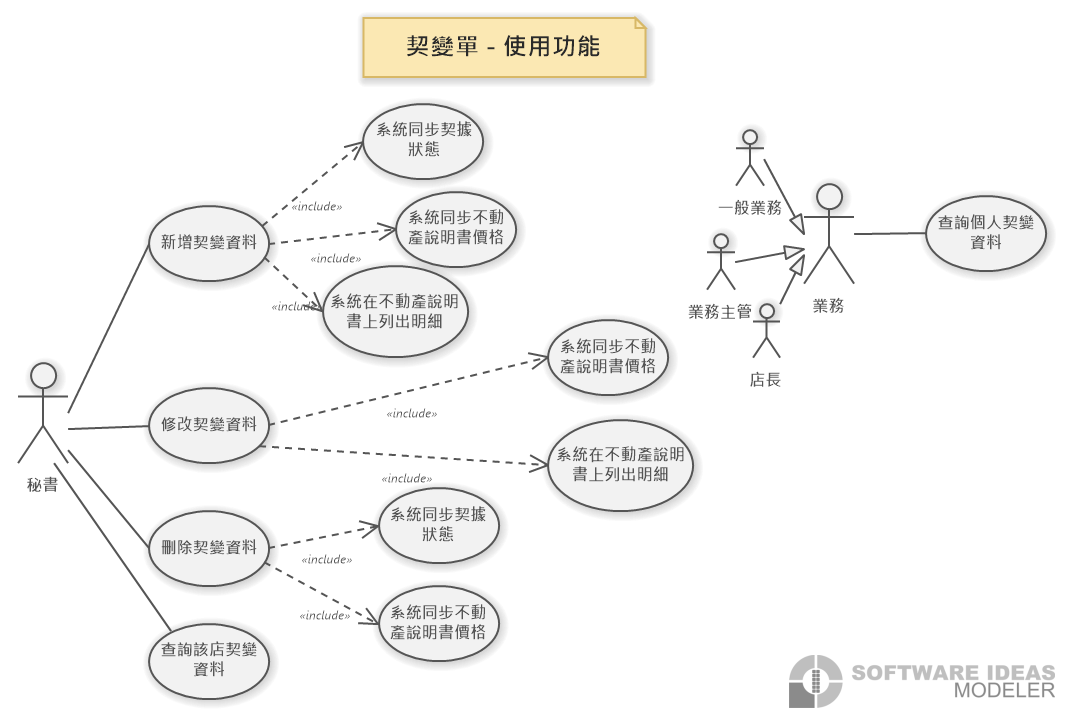 契變單 - 使用功能
系統同步契據
狀態
«include»
系統同步不動
產說明書價格
新增契變資料
«include»
«include»
系統在不動產說明
書上列出明細
一般業務
業務主管
業務
店長
查詢個人契變
資料
系統同步不動
產說明書價格
«include»
修改契變資料
系統在不動產說明
書上列出明細
«include»
秘書
系統同步契據
狀態
刪除契變資料
«include»
«include»
系統同步不動
產說明書價格
查詢該店契變
資料
SOFTWARE IDEAS
MODELER